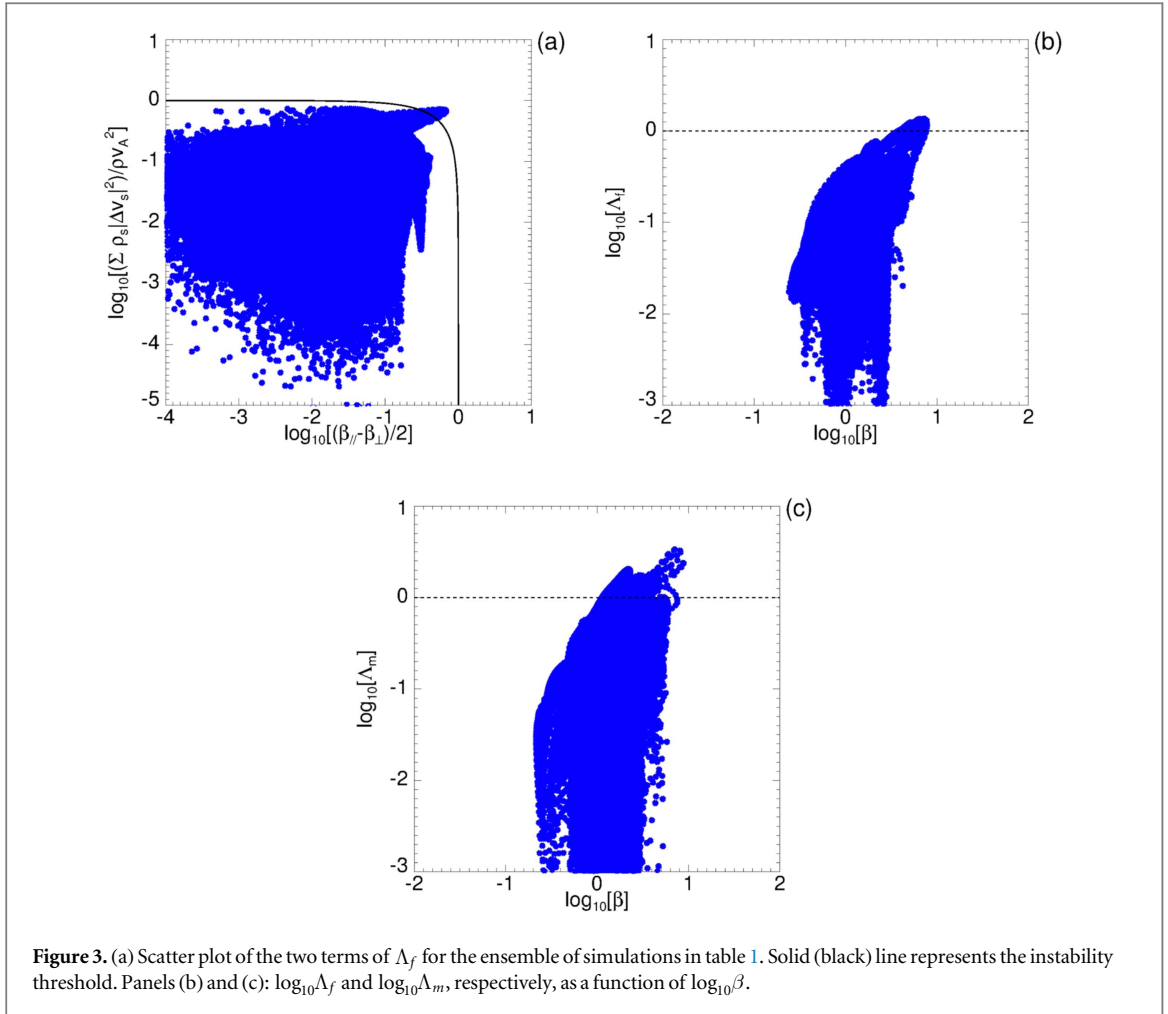 (a)
1
0
-1
-2
-3
-4
-5
log₁₀[(Σ ρₛ|Δvₛ|²)/ρv_A²]
-4 -3 -2 -1 0 1
log₁₀[(β//-β⊥)/2]
(b)
1
0
-1
-2
-3
log₁₀[Λf]
-2 -1 0 1 2
log₁₀[β]
(c)
1
0
-1
-2
-3
log₁₀[Λₘ]
-2 -1 0 1 2
log₁₀[β]
Figure 3. (a) Scatter plot of the two terms of Λf for the ensemble of simulations in table 1. Solid (black) line represents the instability
threshold. Panels (b) and (c): log₁₀Λf and log₁₀Λₘ, respectively, as a function of log₁₀β.